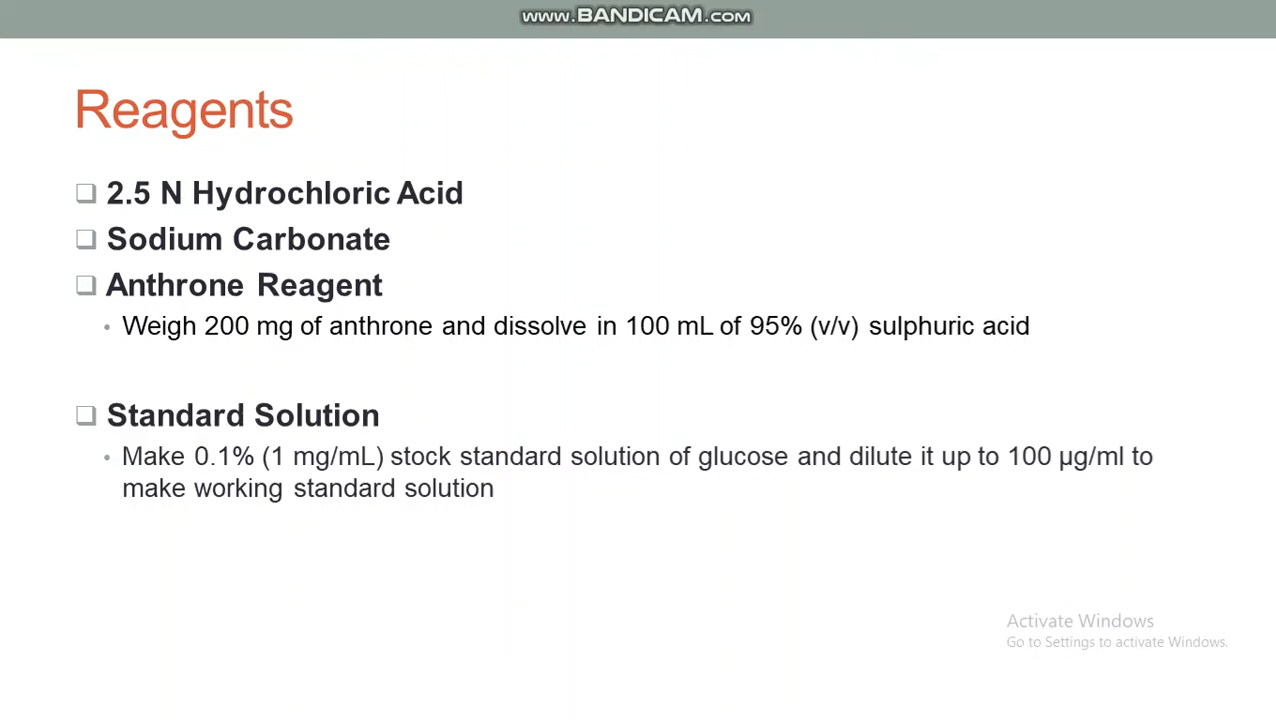 www.BANDICAM.com
Reagents
2.5 N Hydrochloric Acid
Sodium Carbonate
Anthrone Reagent
• Weigh 200 mg of anthrone and dissolve in 100 mL of 95% (v/v) sulphuric acid
Standard Solution
• Make 0.1% (1 mg/mL) stock standard solution of glucose and dilute it up to 100 µg/ml to
make working standard solution
Activate Windows
Go to Settings to activate Windows.